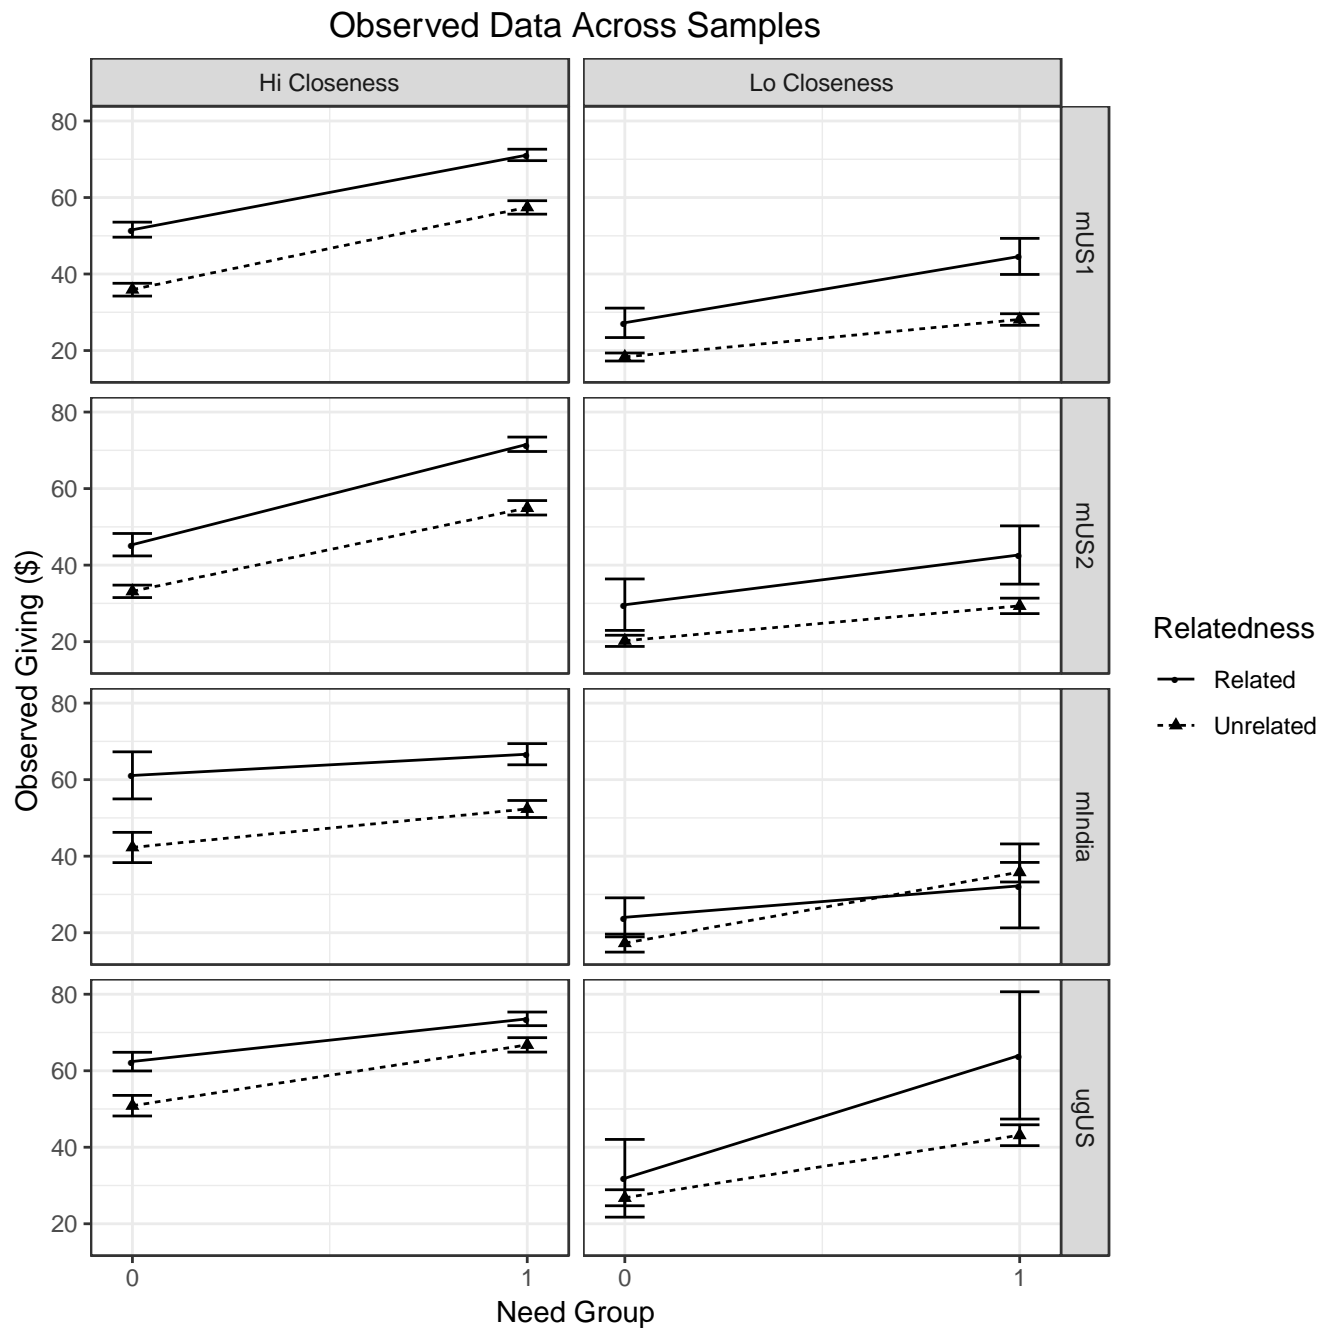 Observed Data Across Samples
Hi Closeness
Lo Closeness
80
60
40
20
mUS1
80
60
40
20
mUS2
80
60
40
20
mIndia
80
60
40
20
ugUS
0
1
0
1
Need Group
Observed Giving ($)
Relatedness
Related
Unrelated